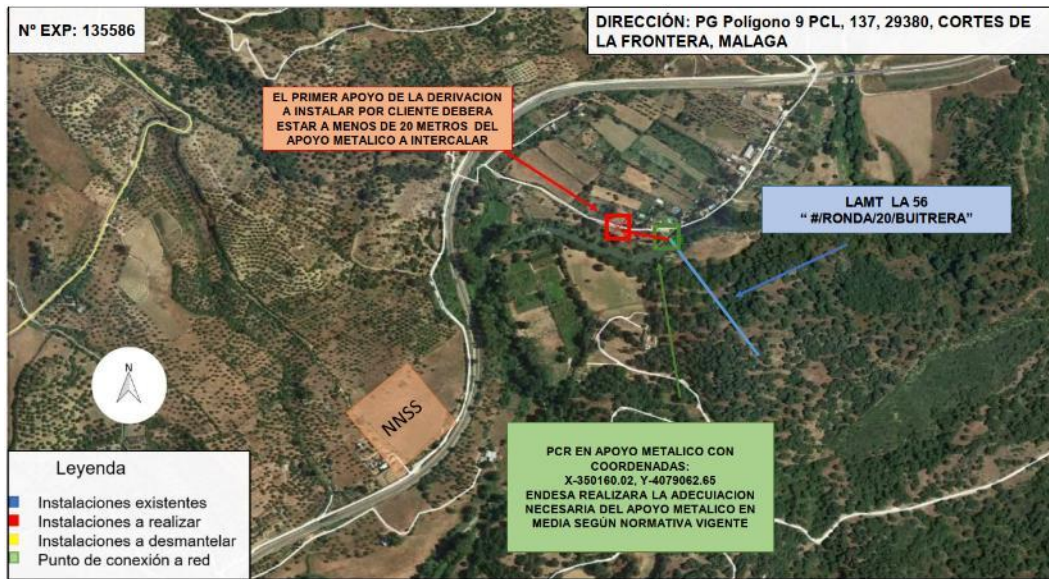 Nº EXP: 135586
DIRECCIÓN: PG Polígono 9 PCL, 137, 29380, CORTES DE
LA FRONTERA, MALAGA
EL PRIMER APOYO DE LA DERIVACION
A INSTALAR POR CLIENTE DEBERA
ESTAR A MENOS DE 20 METROS DEL
APOYO METALICO A INTERCALAR
LAMT LA 56
“ #/RONDA/20/BUITRERA”
N
NNSS
PCR EN APOYO METALICO CON
COORDENADAS:
X-350160.02, Y-4079062.65
ENDESA REALIZARA LA ADECUIACION
NECESARIA DEL APOYO METALICO EN
MEDIA SEGÚN NORMATIVA VIGENTE
Leyenda
Instalaciones existentes
Instalaciones a realizar
Instalaciones a desmantelar
Punto de conexión a red